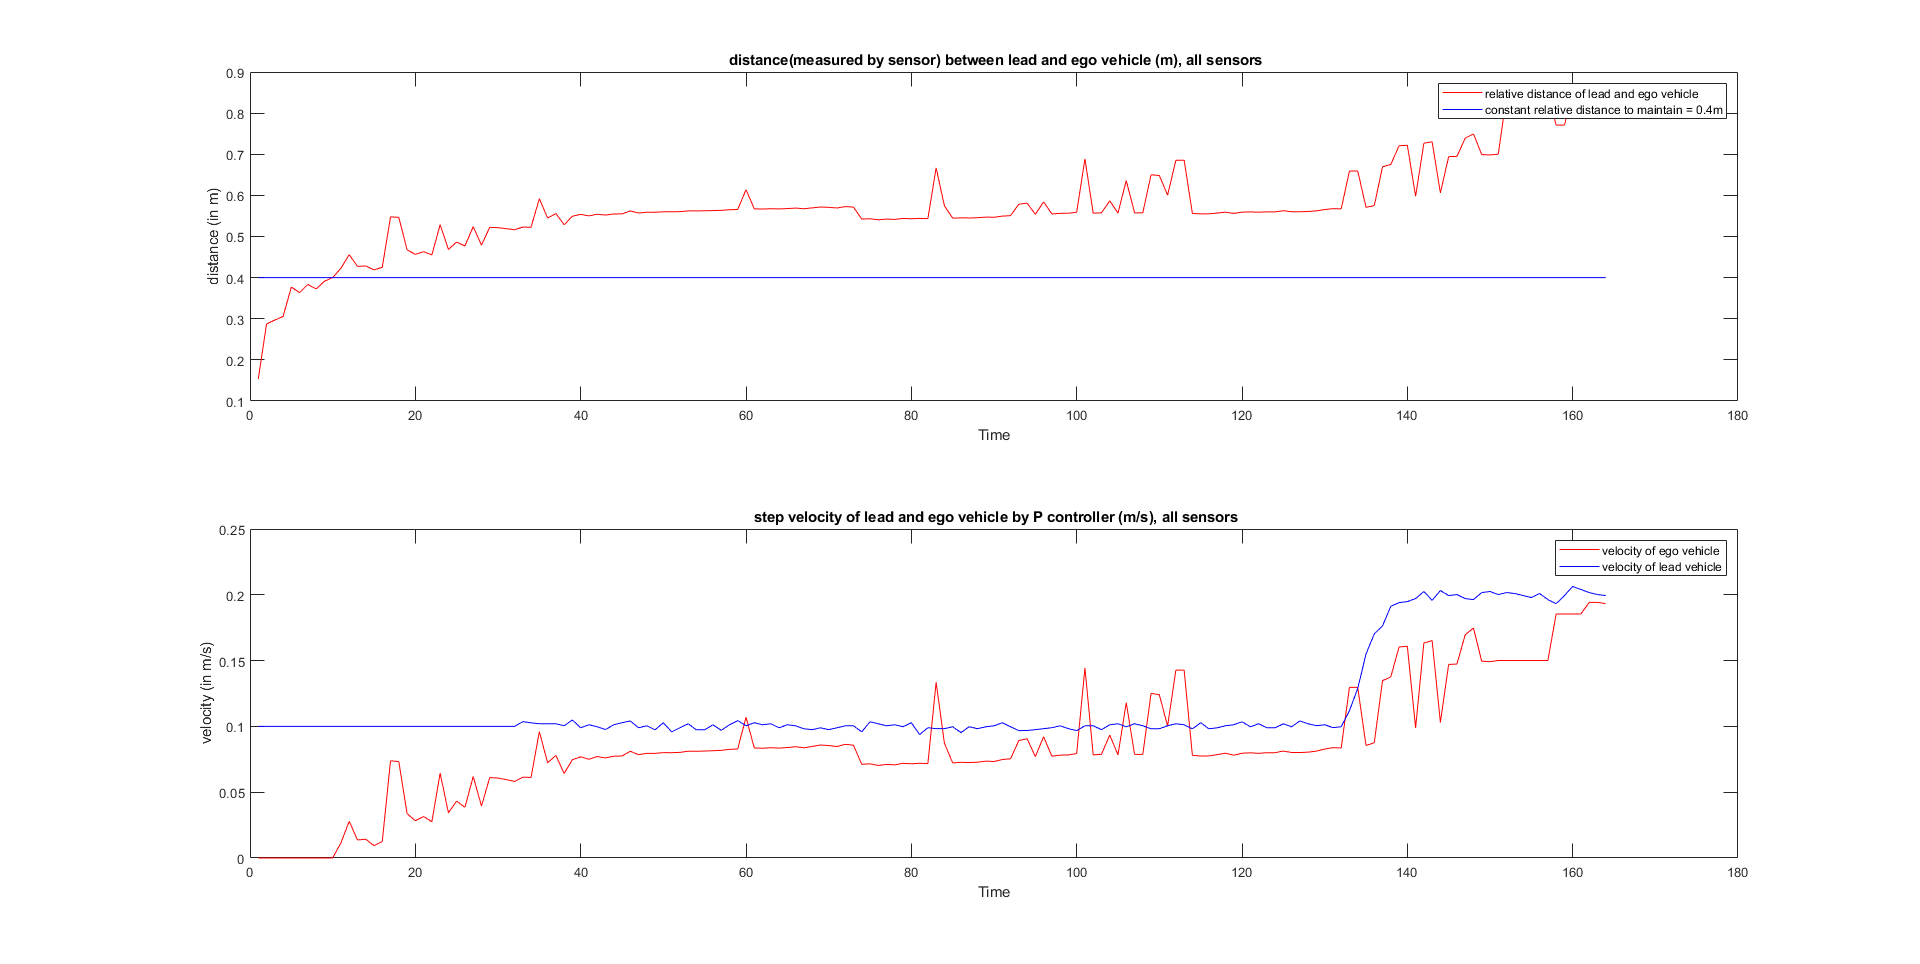 distance(measured by sensor) between lead and ego vehicle (m), all sensors
0.9
0.8
0.7
0.6
0.5
0.4
0.3
0.2
0.1
distance (in m)
relative distance of lead and ego vehicle
constant relative distance to maintain = 0.4m
0 20 40 60 80 100 120 140 160 180
Time
step velocity of lead and ego vehicle by P controller (m/s), all sensors
0.25
0.2
0.15
0.1
0.05
0
velocity (in m/s)
velocity of ego vehicle
velocity of lead vehicle
0 20 40 60 80 100 120 140 160 180
Time